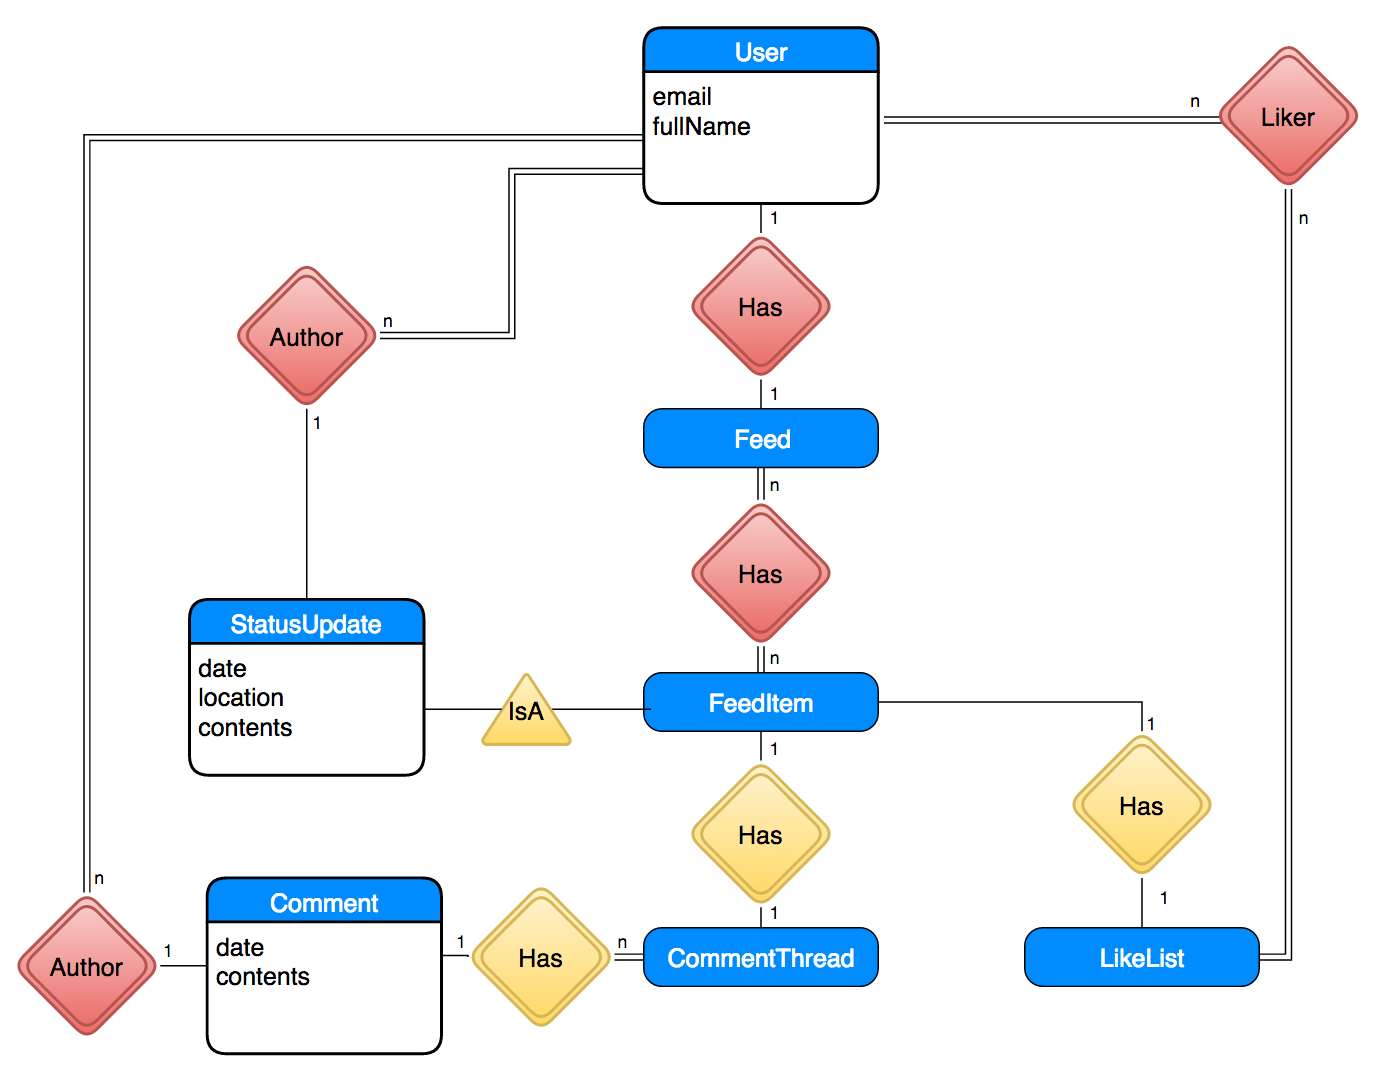 User
email
fullName
n
Liker
n
1
Has
1
Author
n
1
Feed
n
Has
n
StatusUpdate
date
location
contents
IsA
FeedItem
1
Has
1
1
Has
1
n
Author
1
Comment
date
contents
1
Has
n
CommentThread
LikeList